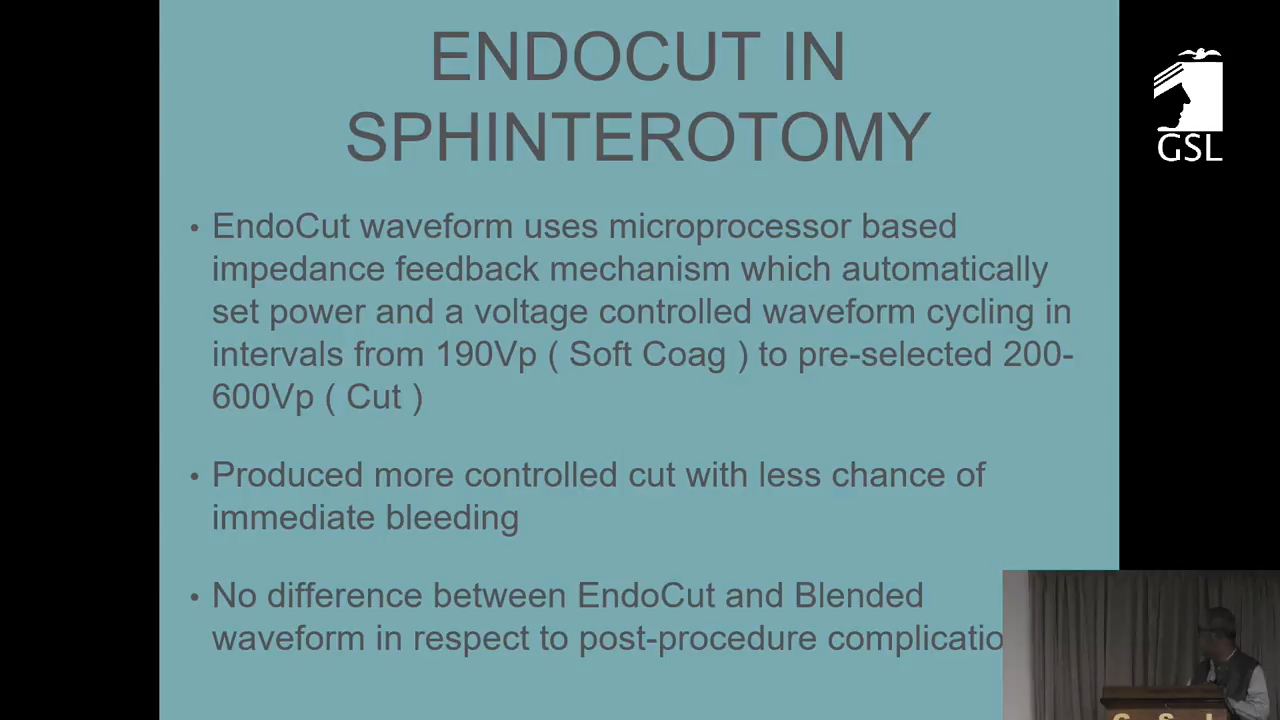 ENDOCUT IN
SPHINTEROTOMY
GSL
• EndoCut waveform uses microprocessor based
impedance feedback mechanism which automatically
set power and a voltage controlled waveform cycling in
intervals from 190Vp ( Soft Coag ) to pre-selected 200-
600Vp ( Cut )
• Produced more controlled cut with less chance of
immediate bleeding
• No difference between EndoCut and Blended
waveform in respect to post-procedure complicatio